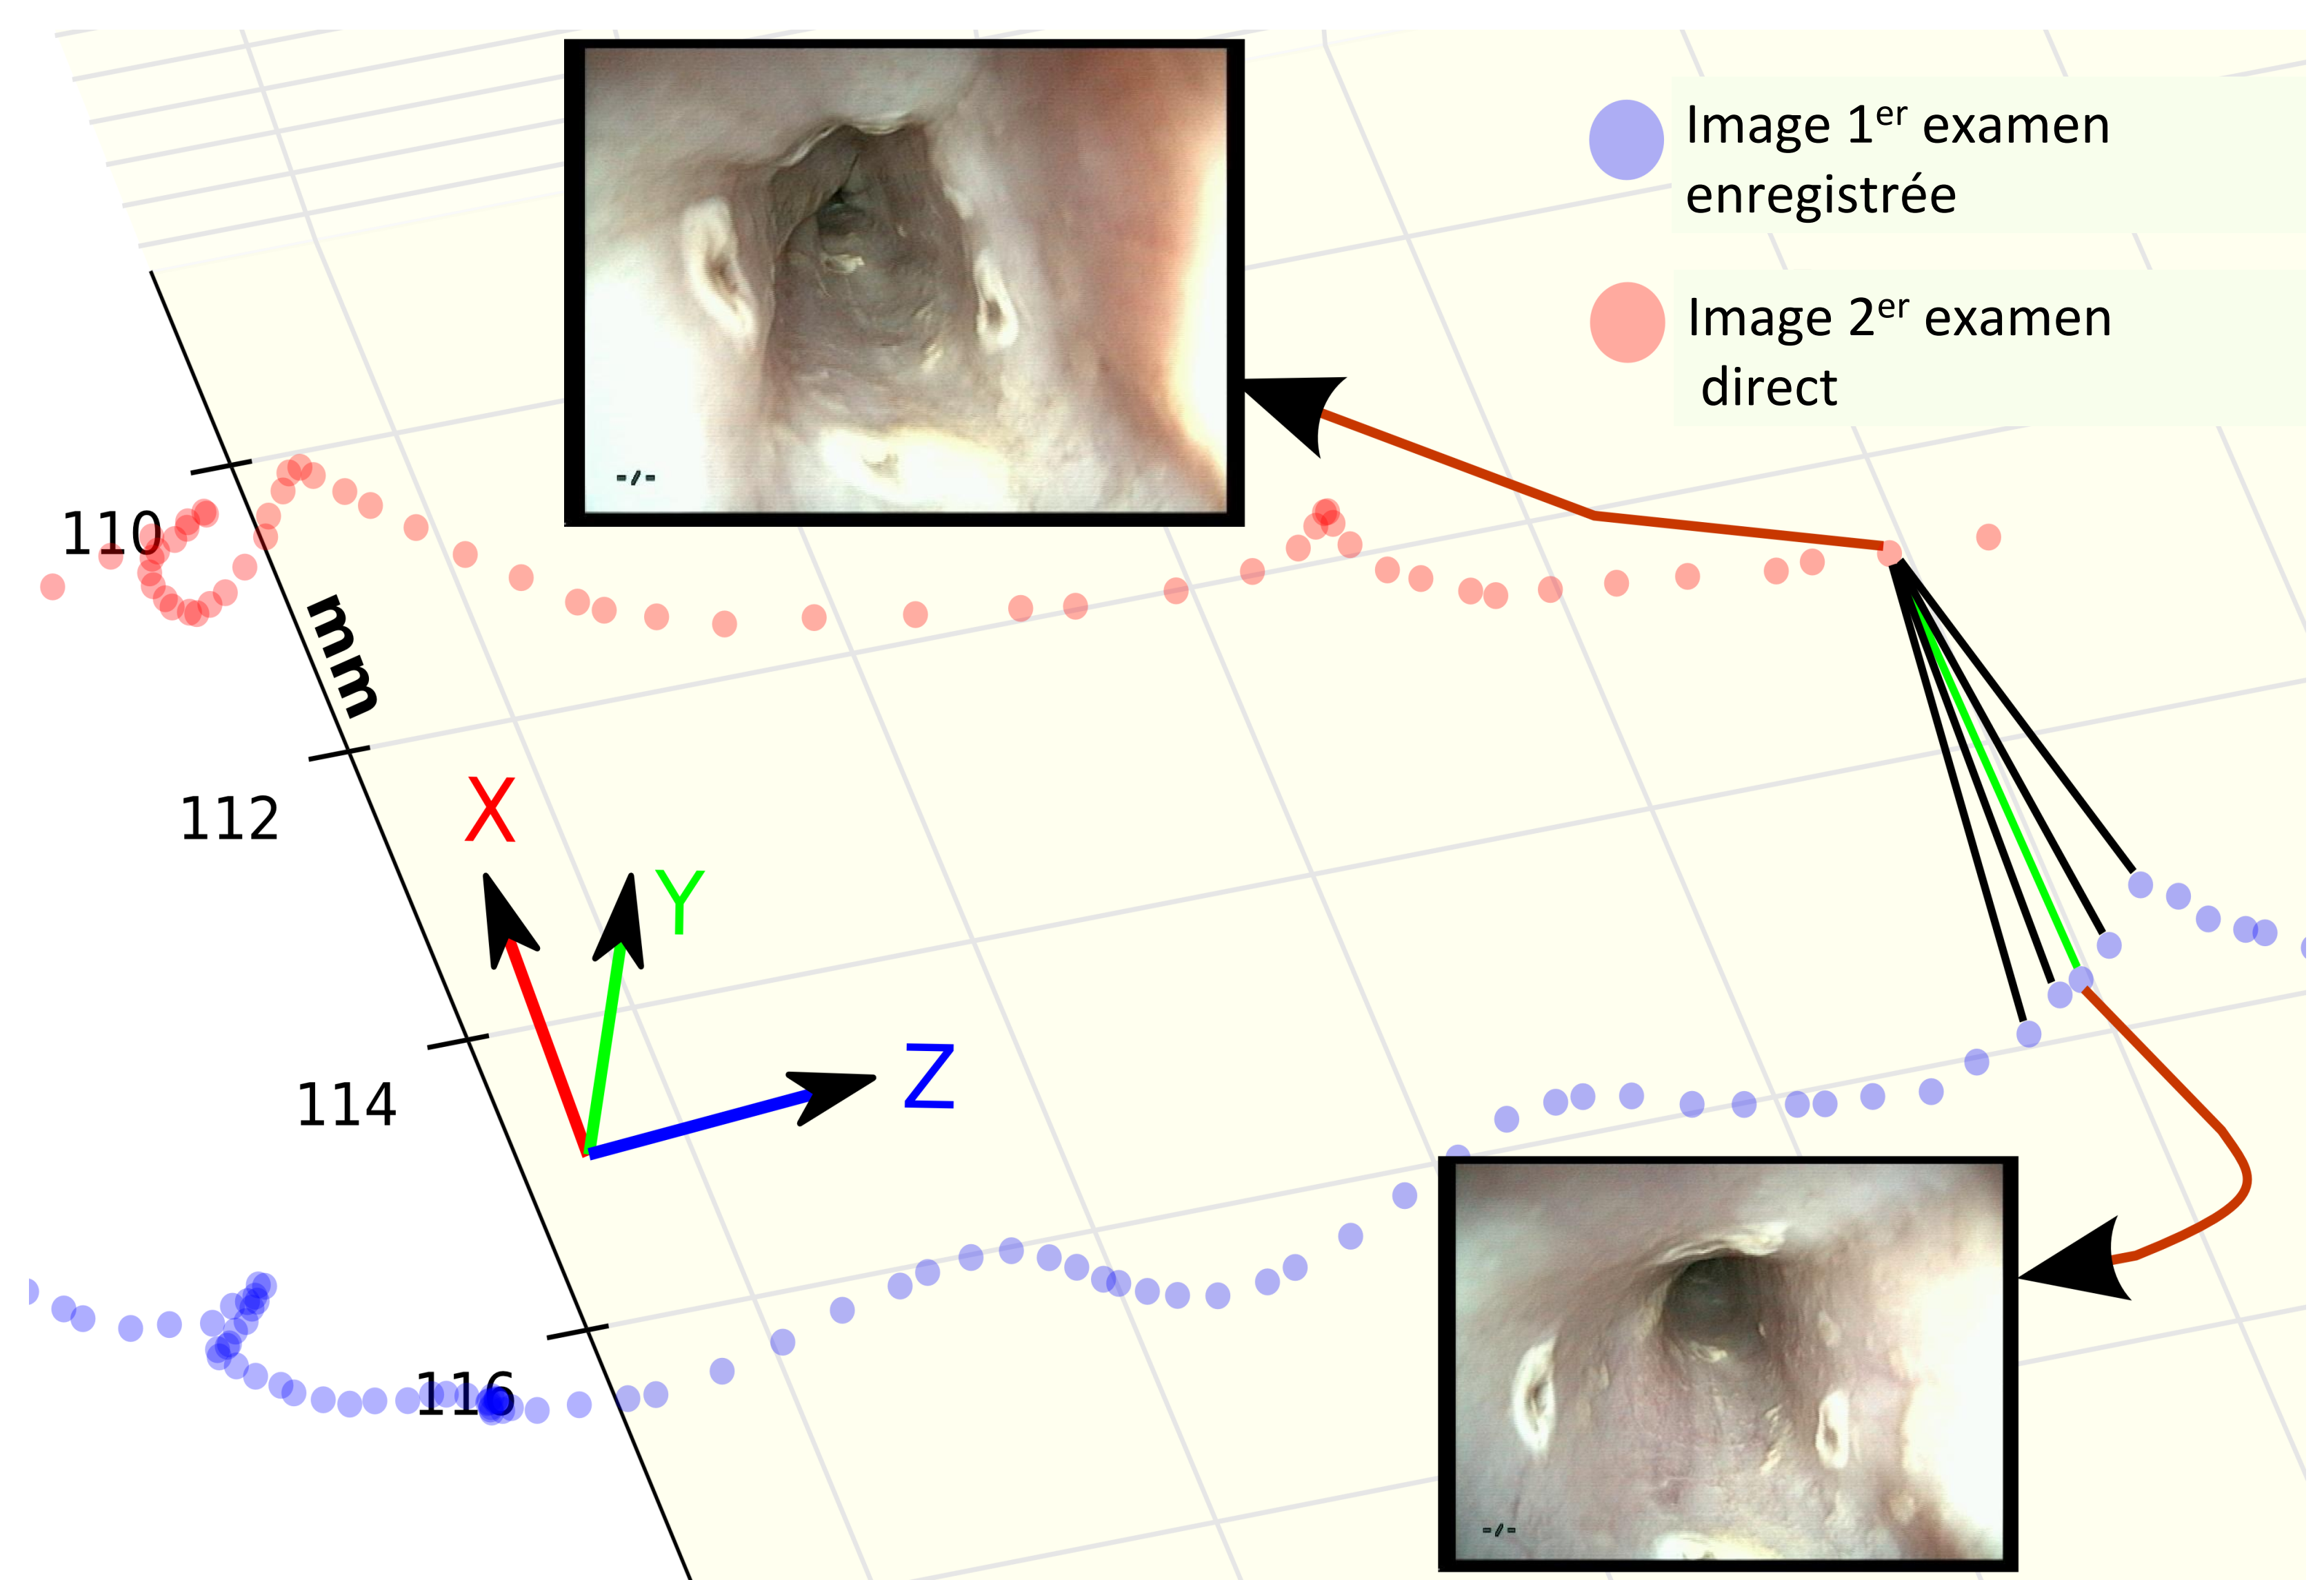 Image 1er examen
enregistrée
Image 2er examen
direct
110
mm
112
X
Y
114
Z
116
-/-
-/-